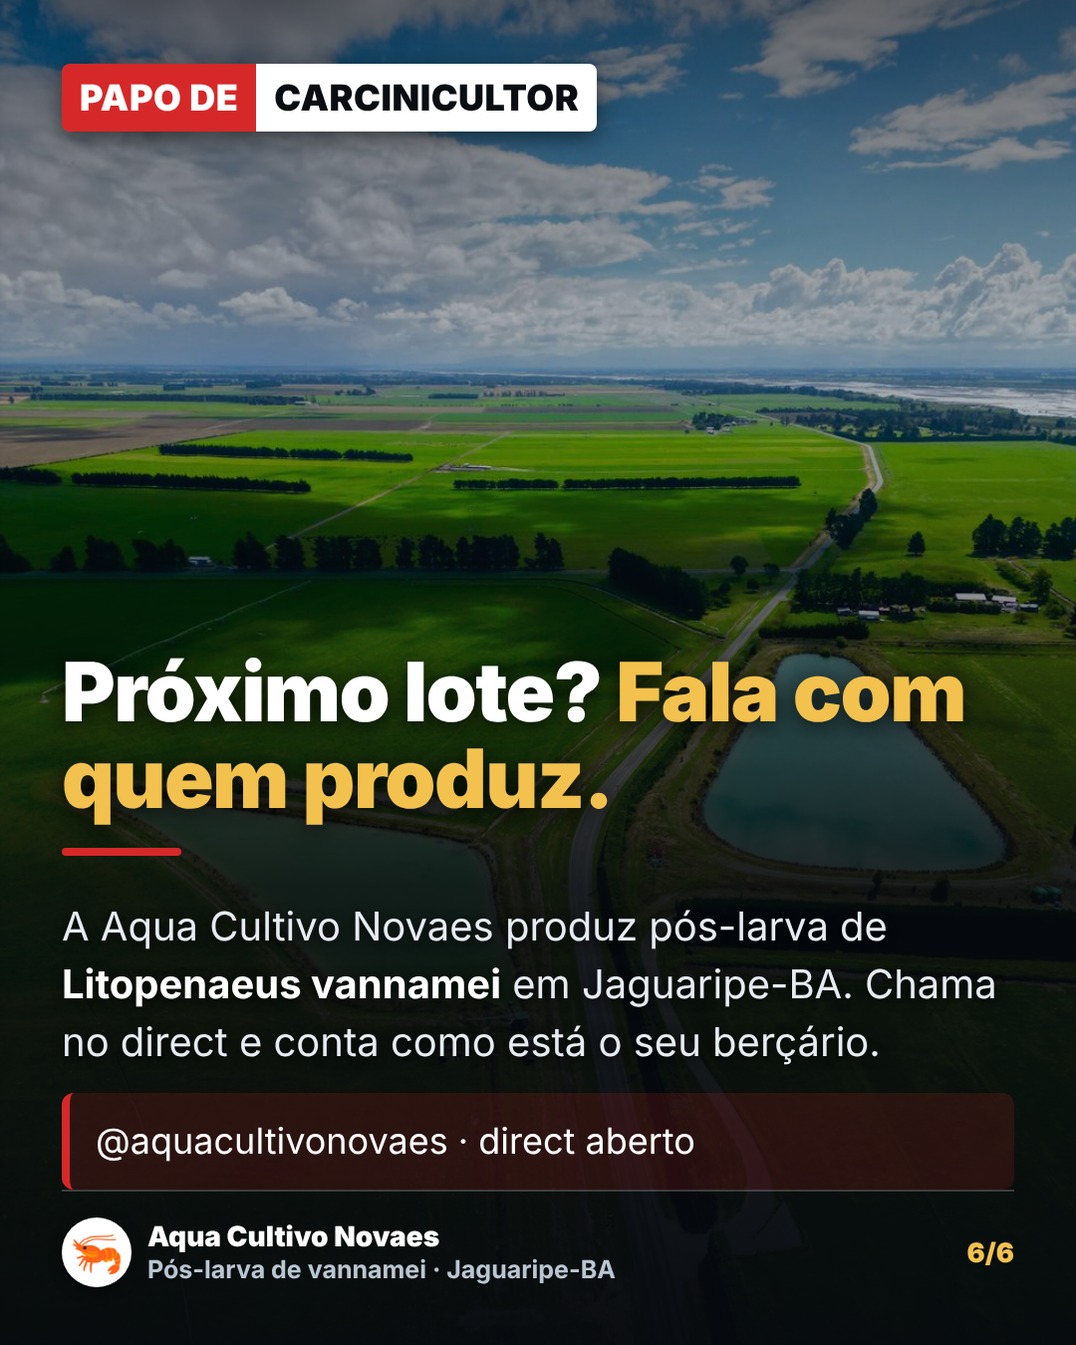 PAPO DE CARCINICULTOR
Próximo lote? Fala com
quem produz.
A Aqua Cultivo Novaes produz pós-larva de
Litopenaeus vannamei em Jaguaripe-BA. Chama
no direct e conta como está o seu berçário.
@aquacultivonovaes · direct aberto
Aqua Cultivo Novaes
Pós-larva de vannamei · Jaguaripe-BA
6/6